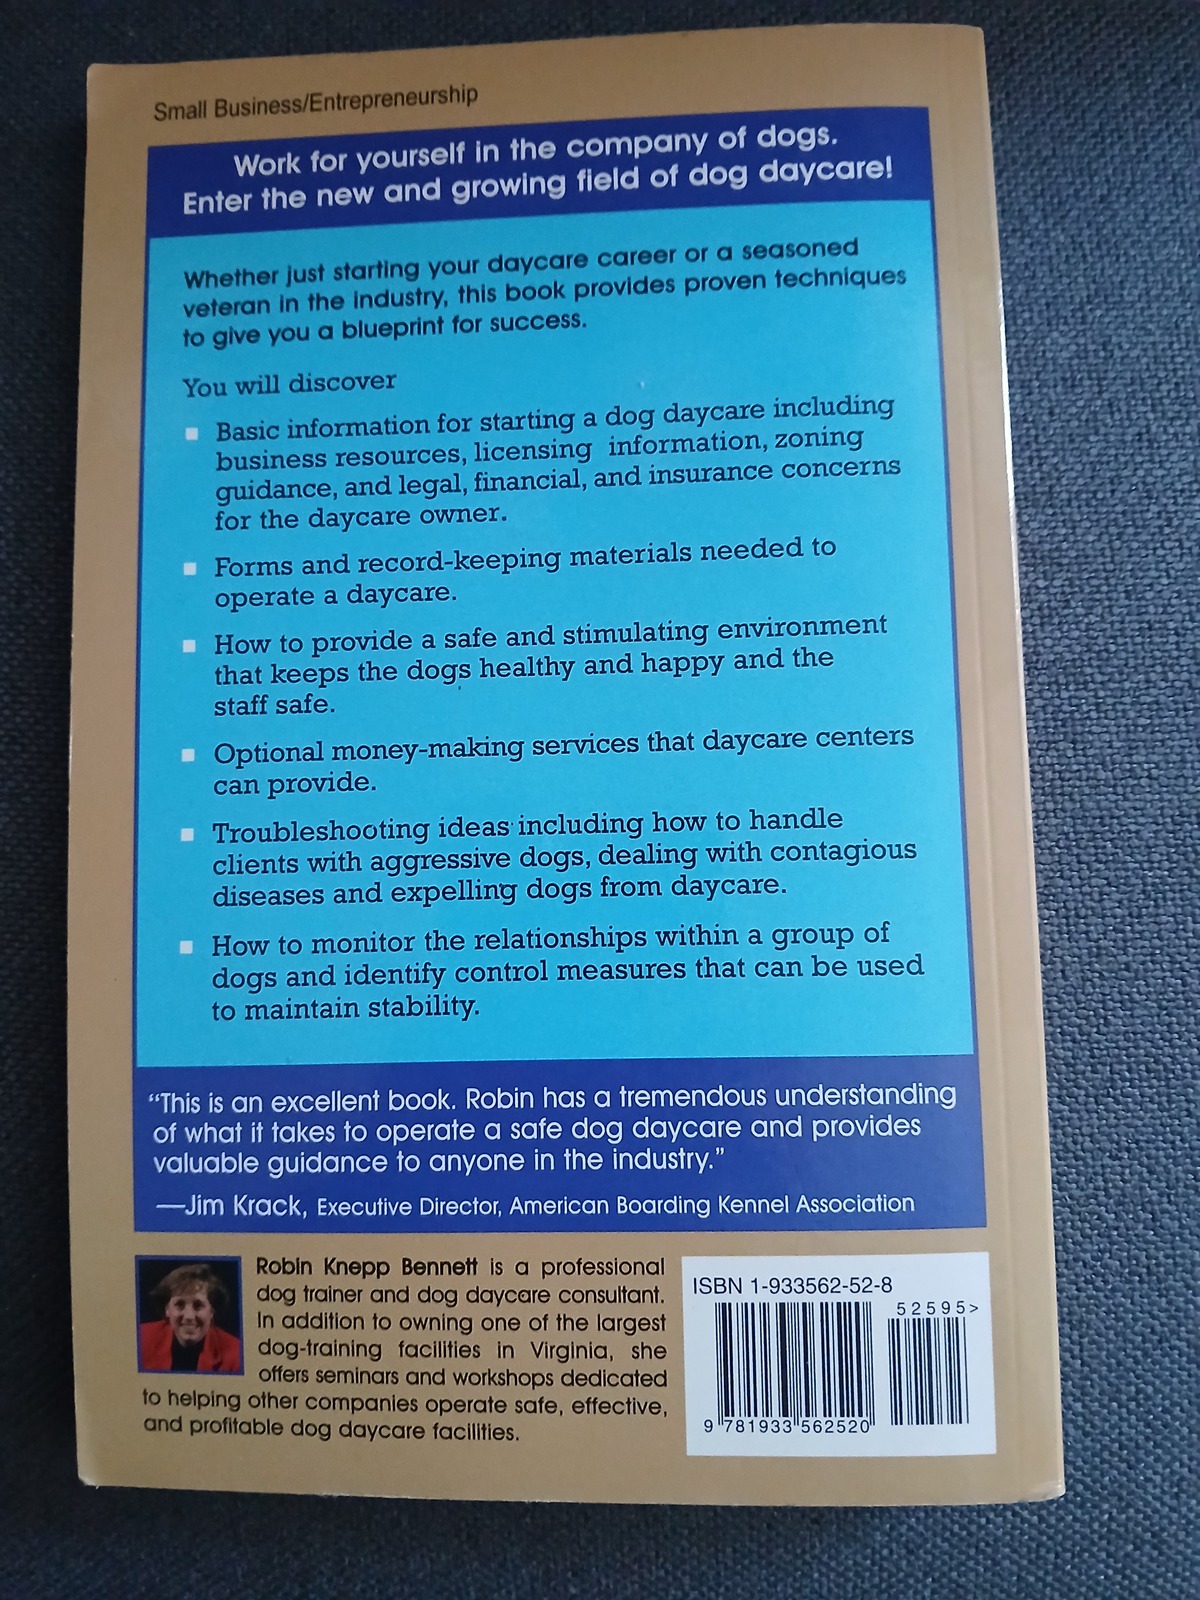 Small Business/Entrepreneurship
Work for yourself in the company of dogs.
Enter the new and growing field of dog daycare!
Whether just starting your daycare career or a seasoned
veteran in the industry, this book provides proven techniques
to give you a blueprint for success.
You will discover
Basic information for starting a dog daycare including
business resources, licensing information, zoning
guidance, and legal, financial, and insurance concerns
for the daycare owner.
Forms and record-keeping materials needed to
operate a daycare.
How to provide a safe and stimulating environment
that keeps the dogs healthy and happy and the
staff safe.
Optional money-making services that daycare centers
can provide.
Troubleshooting ideas including how to handle
clients with aggressive dogs, dealing with contagious
diseases and expelling dogs from daycare.
How to monitor the relationships within a group of
dogs and identify control measures that can be used
to maintain stability.
“This is an excellent book. Robin has a tremendous understanding
of what it takes to operate a safe dog daycare and provides
valuable guidance to anyone in the industry.”
—Jim Krack, Executive Director, American Boarding Kennel Association
Robin Knepp Bennett is a professional
dog trainer and dog daycare consultant.
In addition to owning one of the largest
dog-training facilities in Virginia, she
offers seminars and workshops dedicated
to helping other companies operate safe, effective,
and profitable dog daycare facilities.
ISBN 1-933562-52-8
52595>
9 781933 562520